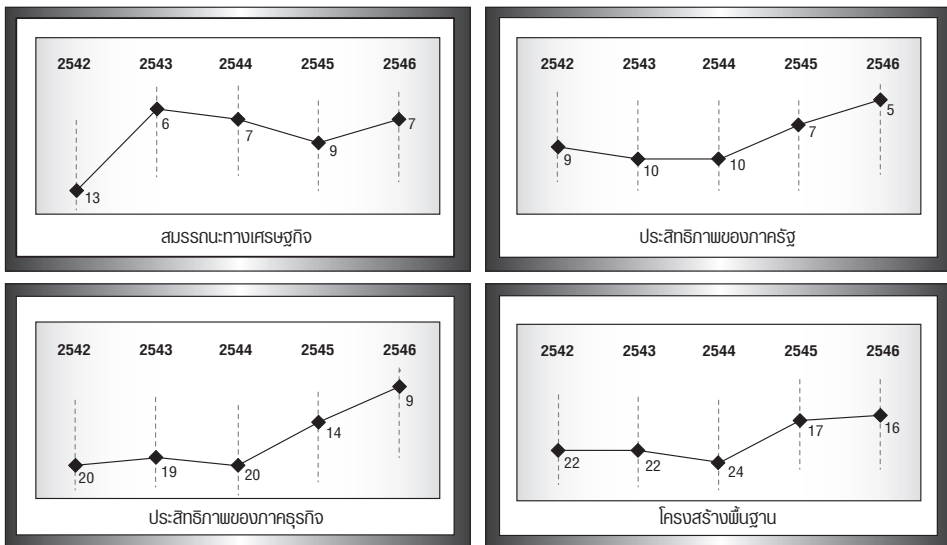 2542 2543 2544 2545 2546
13 6 7 9 7
สมรรถนะทางเศรษฐกิจ
2542 2543 2544 2545 2546
9 10 10 7 5
ประสิทธิภาพของภาครัฐ
2542 2543 2544 2545 2546
20 19 20 14 9
ประสิทธิภาพของภาคธุรกิจ
2542 2543 2544 2545 2546
22 22 24 17 16
โครงสร้างพื้นฐาน